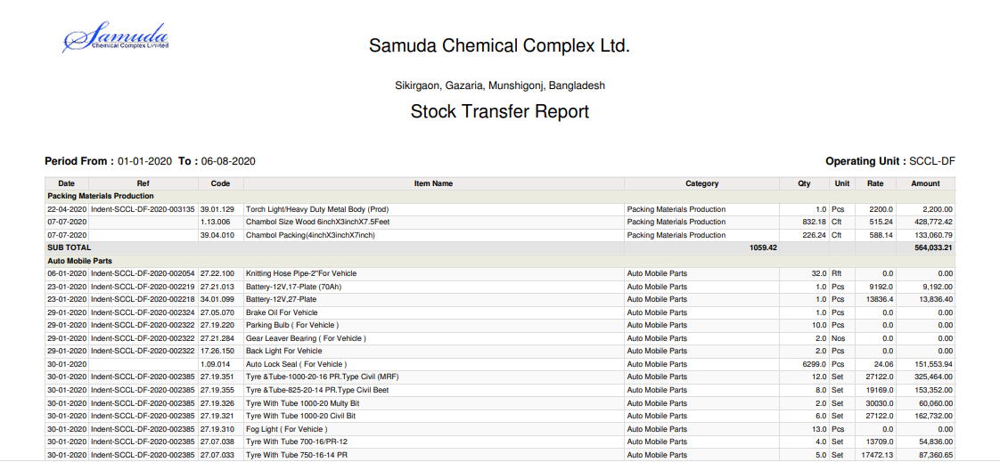 Samuda
Chemical Complex Limited
Samuda Chemical Complex Ltd.
Sikirgaon, Gazaria, Munshigonj, Bangladesh
Stock Transfer Report
Period From : 01-01-2020 To : 06-08-2020 Operating Unit : SCCL-DF
Date Ref Code Item Name Category Qty Unit Rate Amount
Packing Materials Production
22-04-2020 Indent-SCCL-DF-2020-003135 39.01.129 Torch Light/Heavy Duty Metal Body (Prod) Packing Materials Production 1.0 Pcs 2200.0 2,200.00
07-07-2020 1.13.006 Chambol Size Wood 6inchX3inchX7.5Feet Packing Materials Production 832.18 Cft 515.24 428,772.42
07-07-2020 39.04.010 Chambol Packing(4inchX3inchX7inch) Packing Materials Production 226.24 Cft 588.14 133,060.79
SUB TOTAL 1059.42 564,033.21
Auto Mobile Parts
06-01-2020 Indent-SCCL-DF-2020-002054 27.22.100 Knitting Hose Pipe-2"For Vehicle Auto Mobile Parts 32.0 Rft 0.0 0.00
23-01-2020 Indent-SCCL-DF-2020-002219 27.21.013 Battery-12V,17-Plate (70Ah) Auto Mobile Parts 1.0 Pcs 9192.0 9,192.00
23-01-2020 Indent-SCCL-DF-2020-002218 34.01.099 Battery-12V,27-Plate Auto Mobile Parts 1.0 Pcs 13836.4 13,836.40
29-01-2020 Indent-SCCL-DF-2020-002324 27.05.070 Brake Oil For Vehicle Auto Mobile Parts 1.0 Pcs 0.0 0.00
29-01-2020 Indent-SCCL-DF-2020-002322 27.19.220 Parking Bulb ( For Vehicle ) Auto Mobile Parts 10.0 Pcs 0.0 0.00
29-01-2020 Indent-SCCL-DF-2020-002322 27.21.284 Gear Leaver Bearing ( For Vehicle ) Auto Mobile Parts 2.0 Nos 0.0 0.00
29-01-2020 Indent-SCCL-DF-2020-002322 17.26.150 Back Light For Vehicle Auto Mobile Parts 2.0 Pcs 0.0 0.00
30-01-2020 1.09.014 Auto Lock Seal ( For Vehicle ) Auto Mobile Parts 6299.0 Pcs 24.06 151,553.94
30-01-2020 Indent-SCCL-DF-2020-002385 27.19.351 Tyre &Tube-1000-20-16 PR.Type Civil (MRF) Auto Mobile Parts 12.0 Set 27122.0 325,464.00
30-01-2020 Indent-SCCL-DF-2020-002385 27.19.355 Tyre &Tube-825-20-14 PR.Type Civil Beet Auto Mobile Parts 8.0 Set 19169.0 153,352.00
30-01-2020 Indent-SCCL-DF-2020-002385 27.19.326 Tyre With Tube 1000-20 Multy Bit Auto Mobile Parts 2.0 Set 30030.0 60,060.00
30-01-2020 Indent-SCCL-DF-2020-002385 27.19.321 Tyre With Tube 1000-20 Civil Bit Auto Mobile Parts 6.0 Set 27122.0 162,732.00
30-01-2020 Indent-SCCL-DF-2020-002385 27.19.310 Fog Light ( For Vehicle ) Auto Mobile Parts 13.0 Pcs 0.0 0.00
30-01-2020 Indent-SCCL-DF-2020-002385 27.07.038 Tyre With Tube 700-16/PR-12 Auto Mobile Parts 4.0 Set 13709.0 54,836.00
30-01-2020 Indent-SCCL-DF-2020-002385 27.07.033 Tyre With Tube 750-16-14 PR Auto Mobile Parts 5.0 Set 17472.13 87,360.65